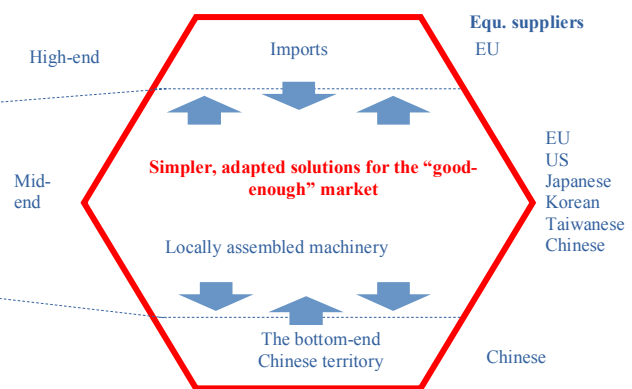 Equ. suppliers
High-end
Imports
EU
Simpler, adapted solutions for the “good-
enough” market
Mid-
end
EU
US
Japanese
Korean
Taiwanese
Chinese
Locally assembled machinery
The bottom-end
Chinese territory
Chinese